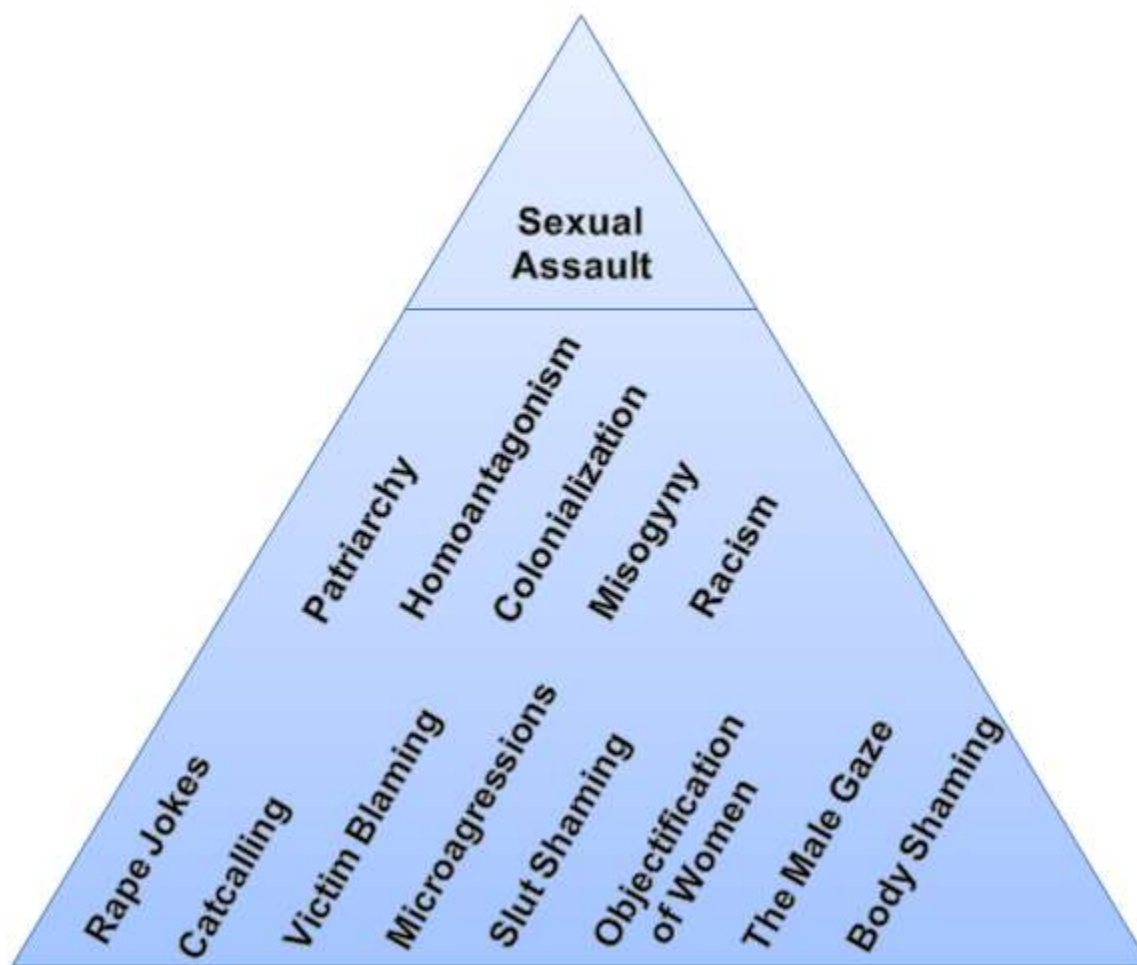 Sexual
Assault
Patriarchy
Homoantagonism
Colonialization
Misogyny
Racism
Rape Jokes
Catcalling
Victim Blaming
Microagressions
Slut Shaming
Objectification
of Women
The Male Gaze
Body Shaming